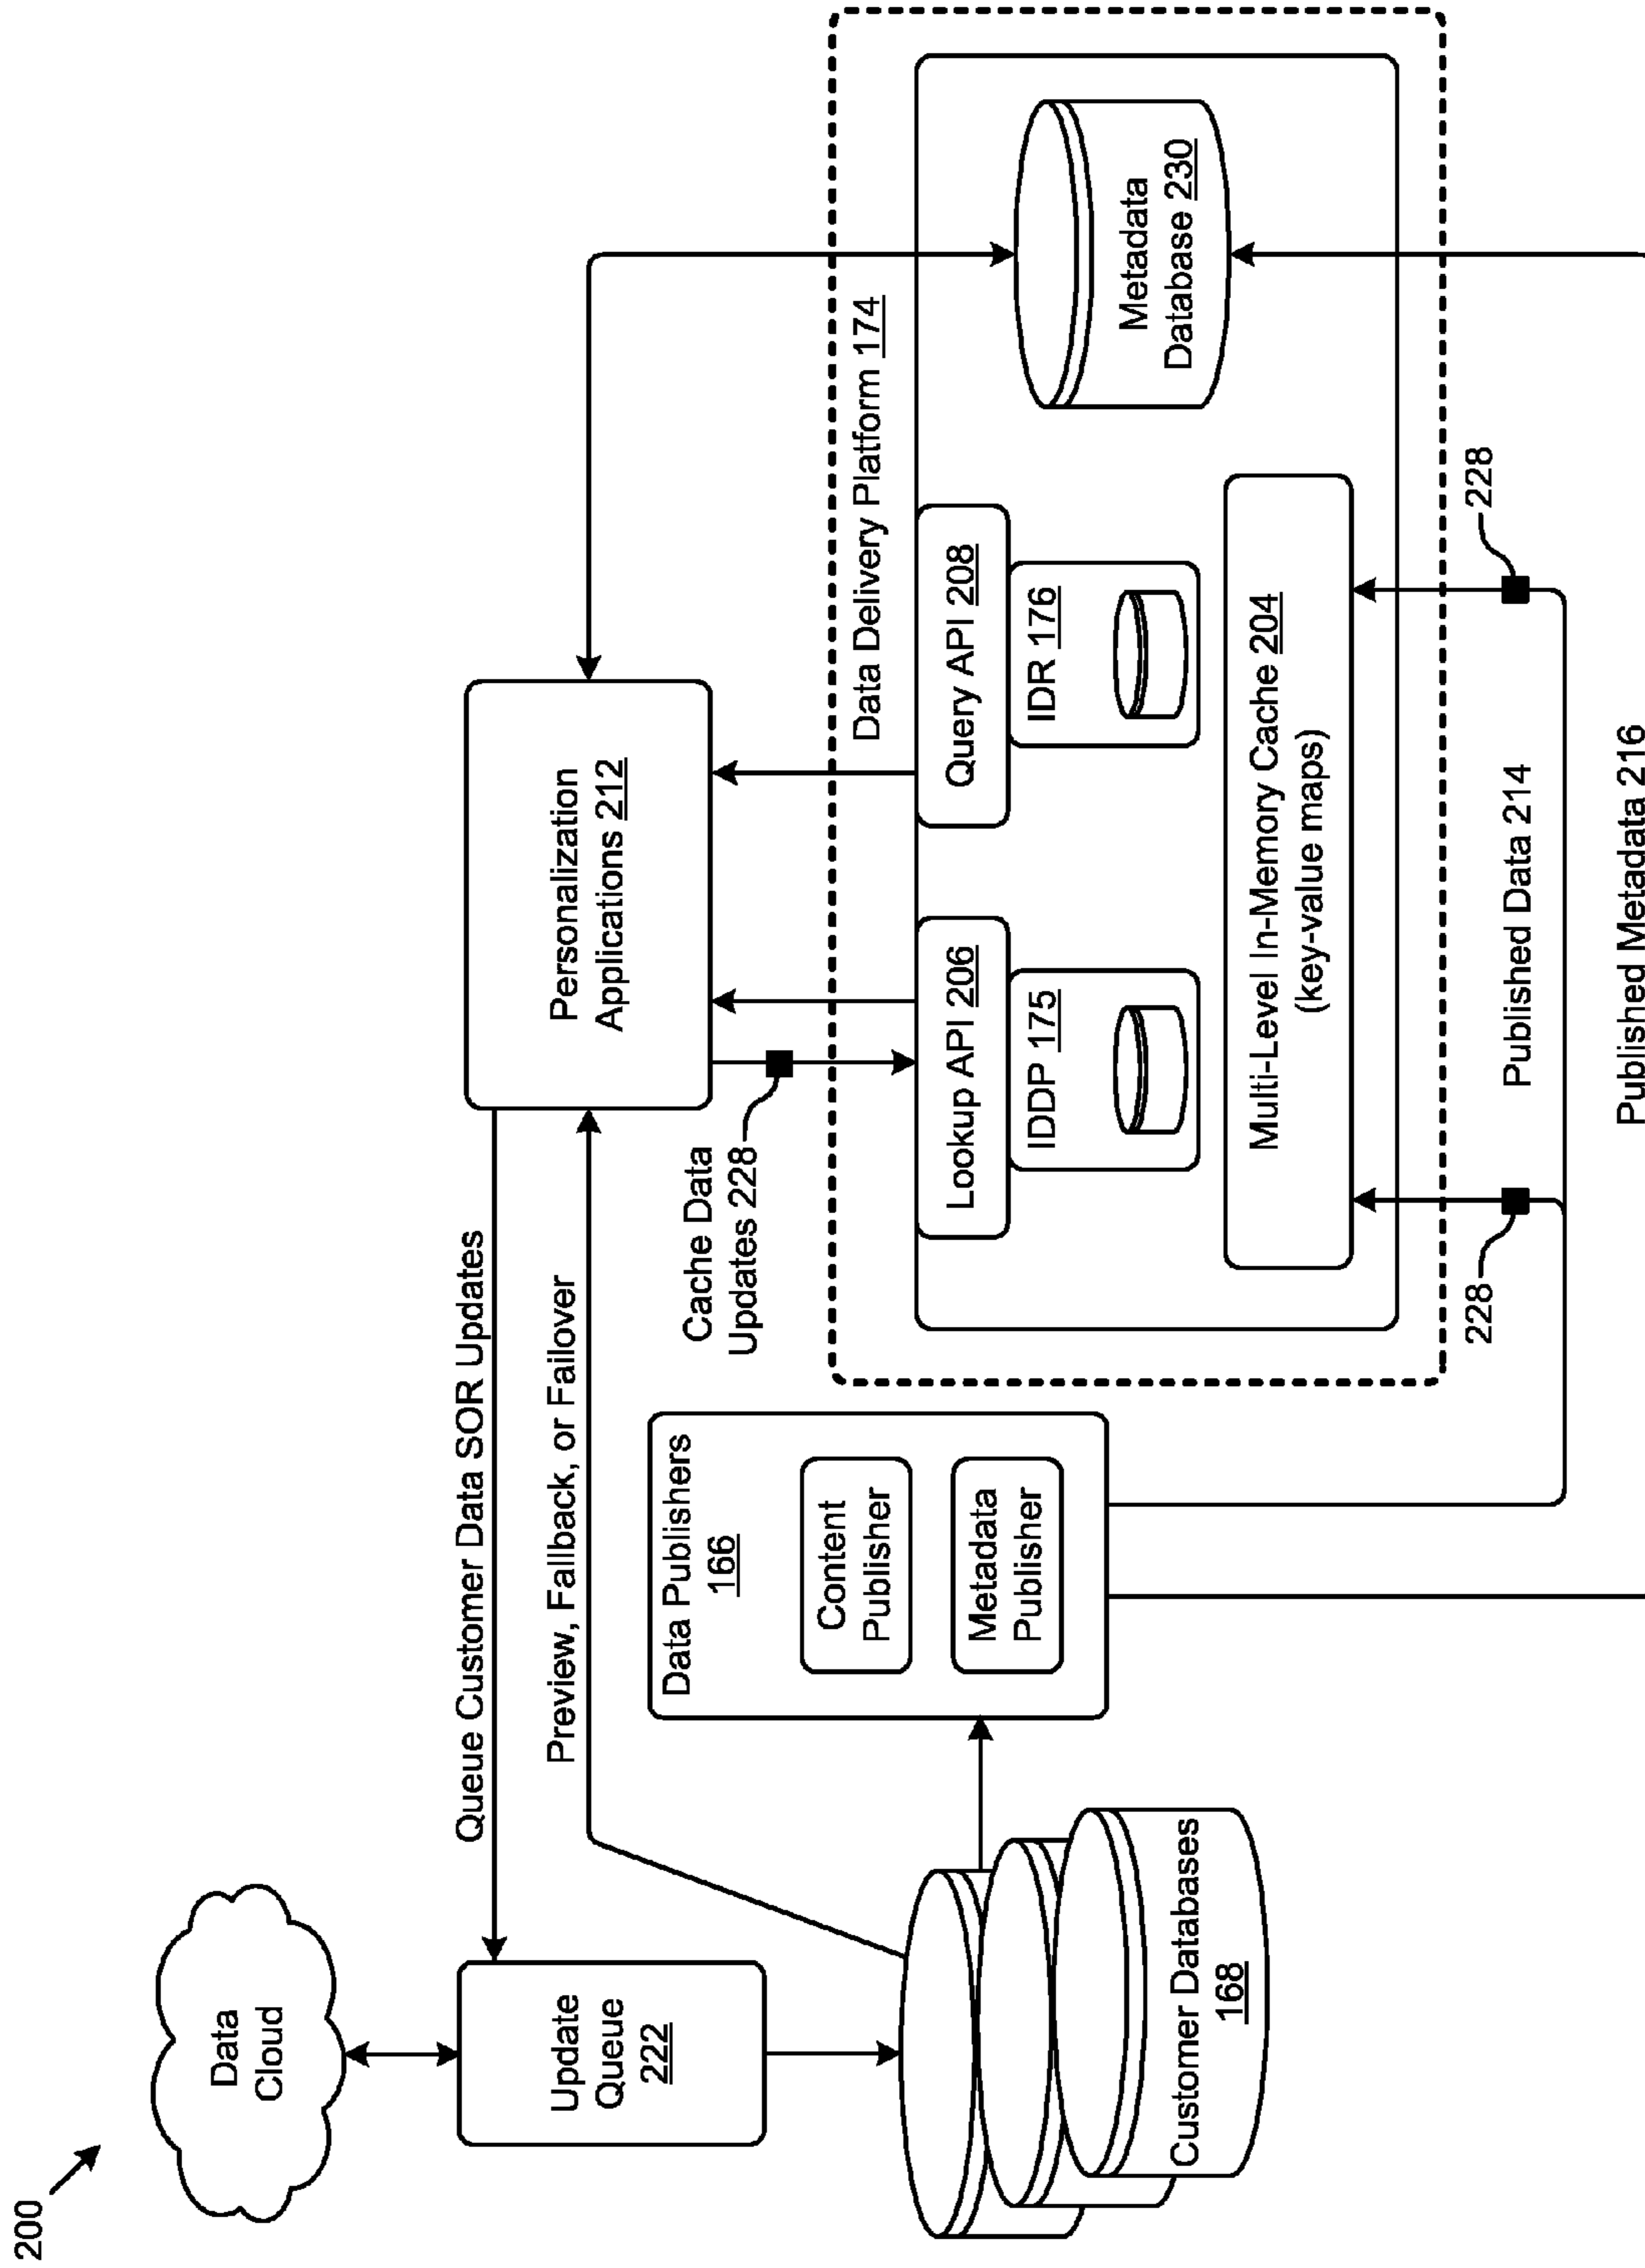 200
Data
Cloud
Queue Customer Data SOR Updates
Update
Queue
222
Personalization
Applications 212
Preview, Fallback, or Failover
Cache Data
Updates 228
Data Publishers
166
Content
Publisher
Metadata
Publisher
Data Delivery Platform 174
Lookup API 206
Query API 208
IDDP 175
IDR 176
Metadata
Database 230
Multi-Level In-Memory Cache 204
(key-value maps)
Customer Databases
168
228
228
Published Data 214
Published Metadata 216